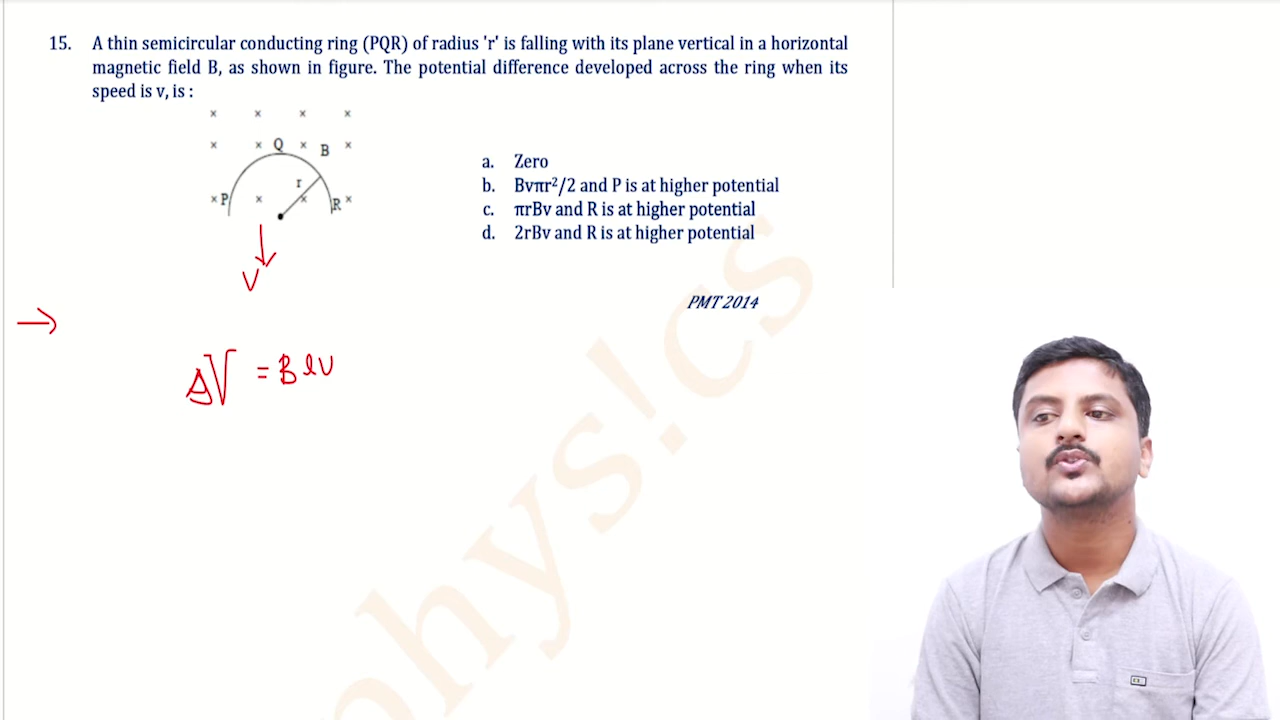 15. A thin semicircular conducting ring (PQR) of radius 'r' is falling with its plane vertical in a horizontal
magnetic field B, as shown in figure. The potential difference developed across the ring when its
speed is v, is :
× × × ×
× × Q × B ×
r
× P × × R ×
a. Zero
b. Bvπr²/2 and P is at higher potential
c. πrBv and R is at higher potential
d. 2rBv and R is at higher potential
V
PMT 2014
→
ΔV = Blv
phys!cs